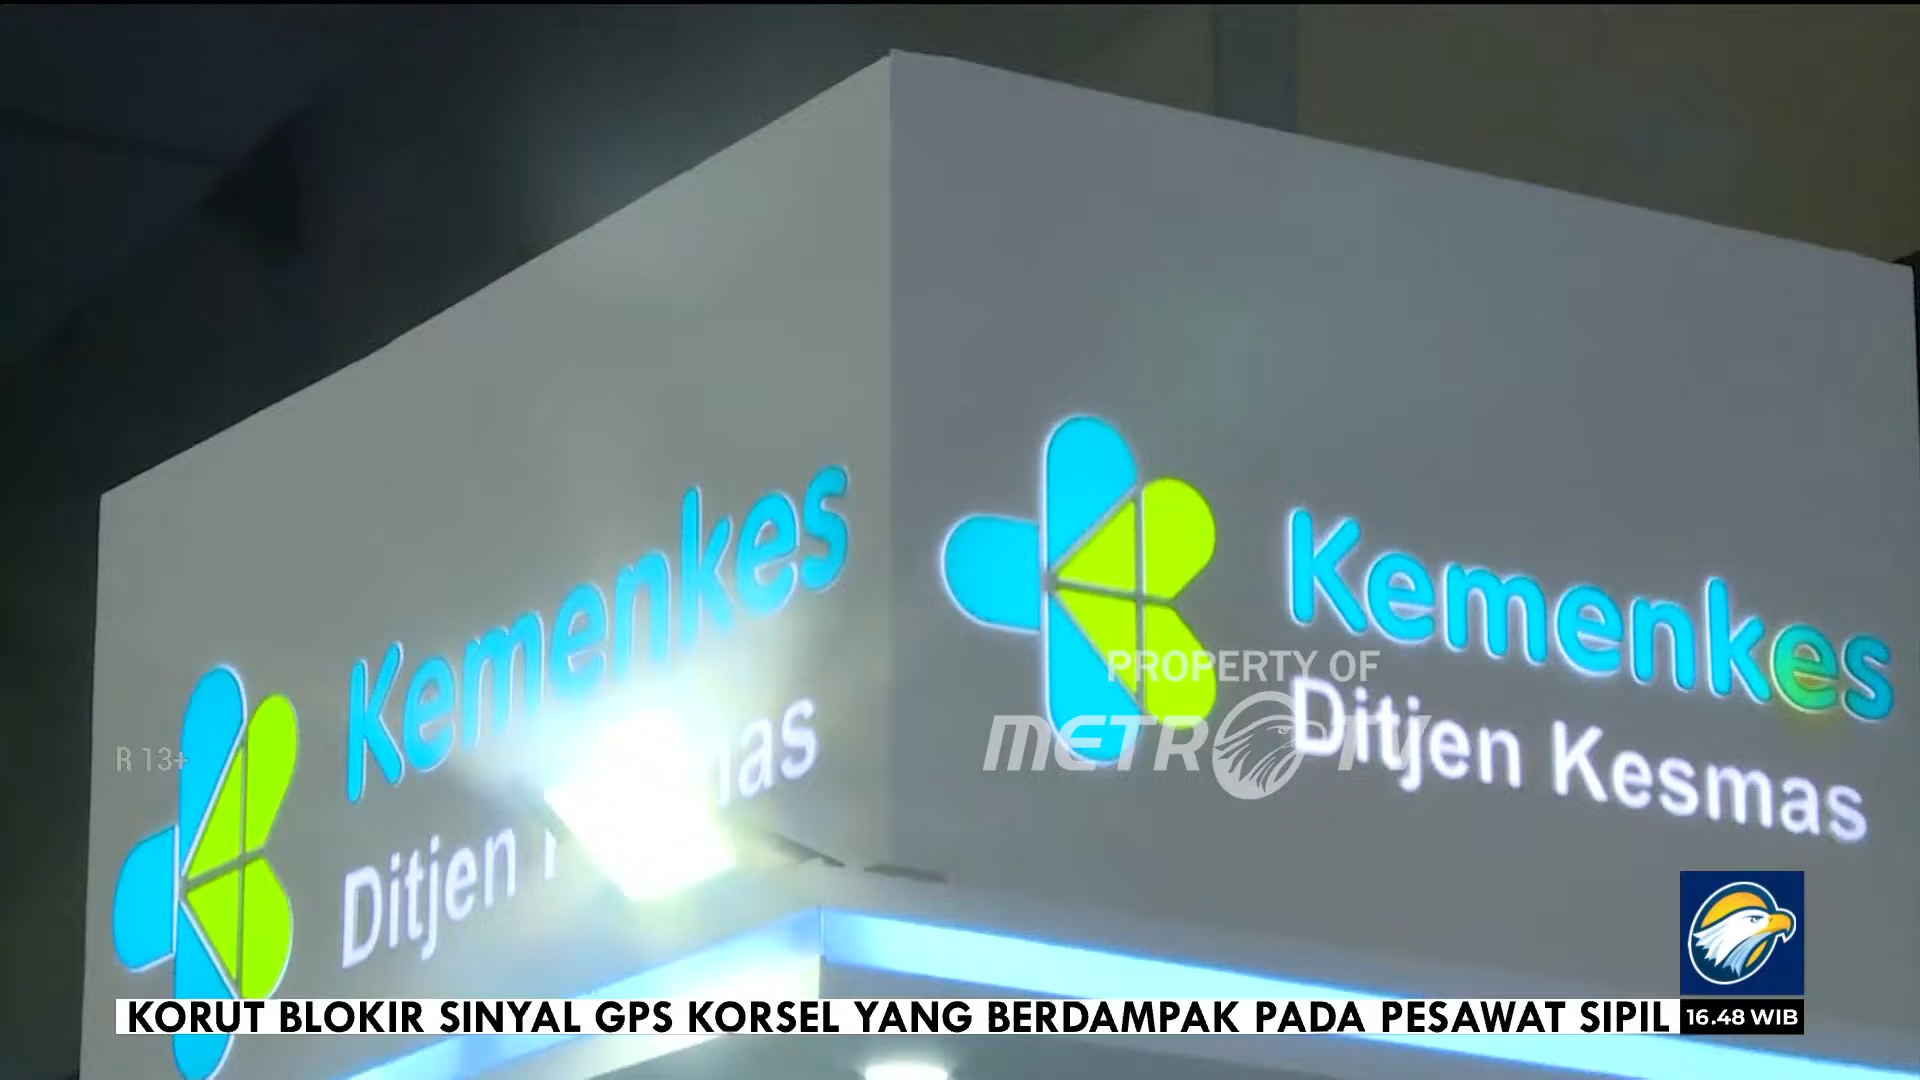 Kemenkes
Ditjen
mas
Kemenkes
Ditjen Kesmas
PROPERTY OF
METRO TV
R 13+
KORUT BLOKIR SINYAL GPS KORSEL YANG BERDAMPAK PADA PESAWAT SIPIL
16.48 WIB